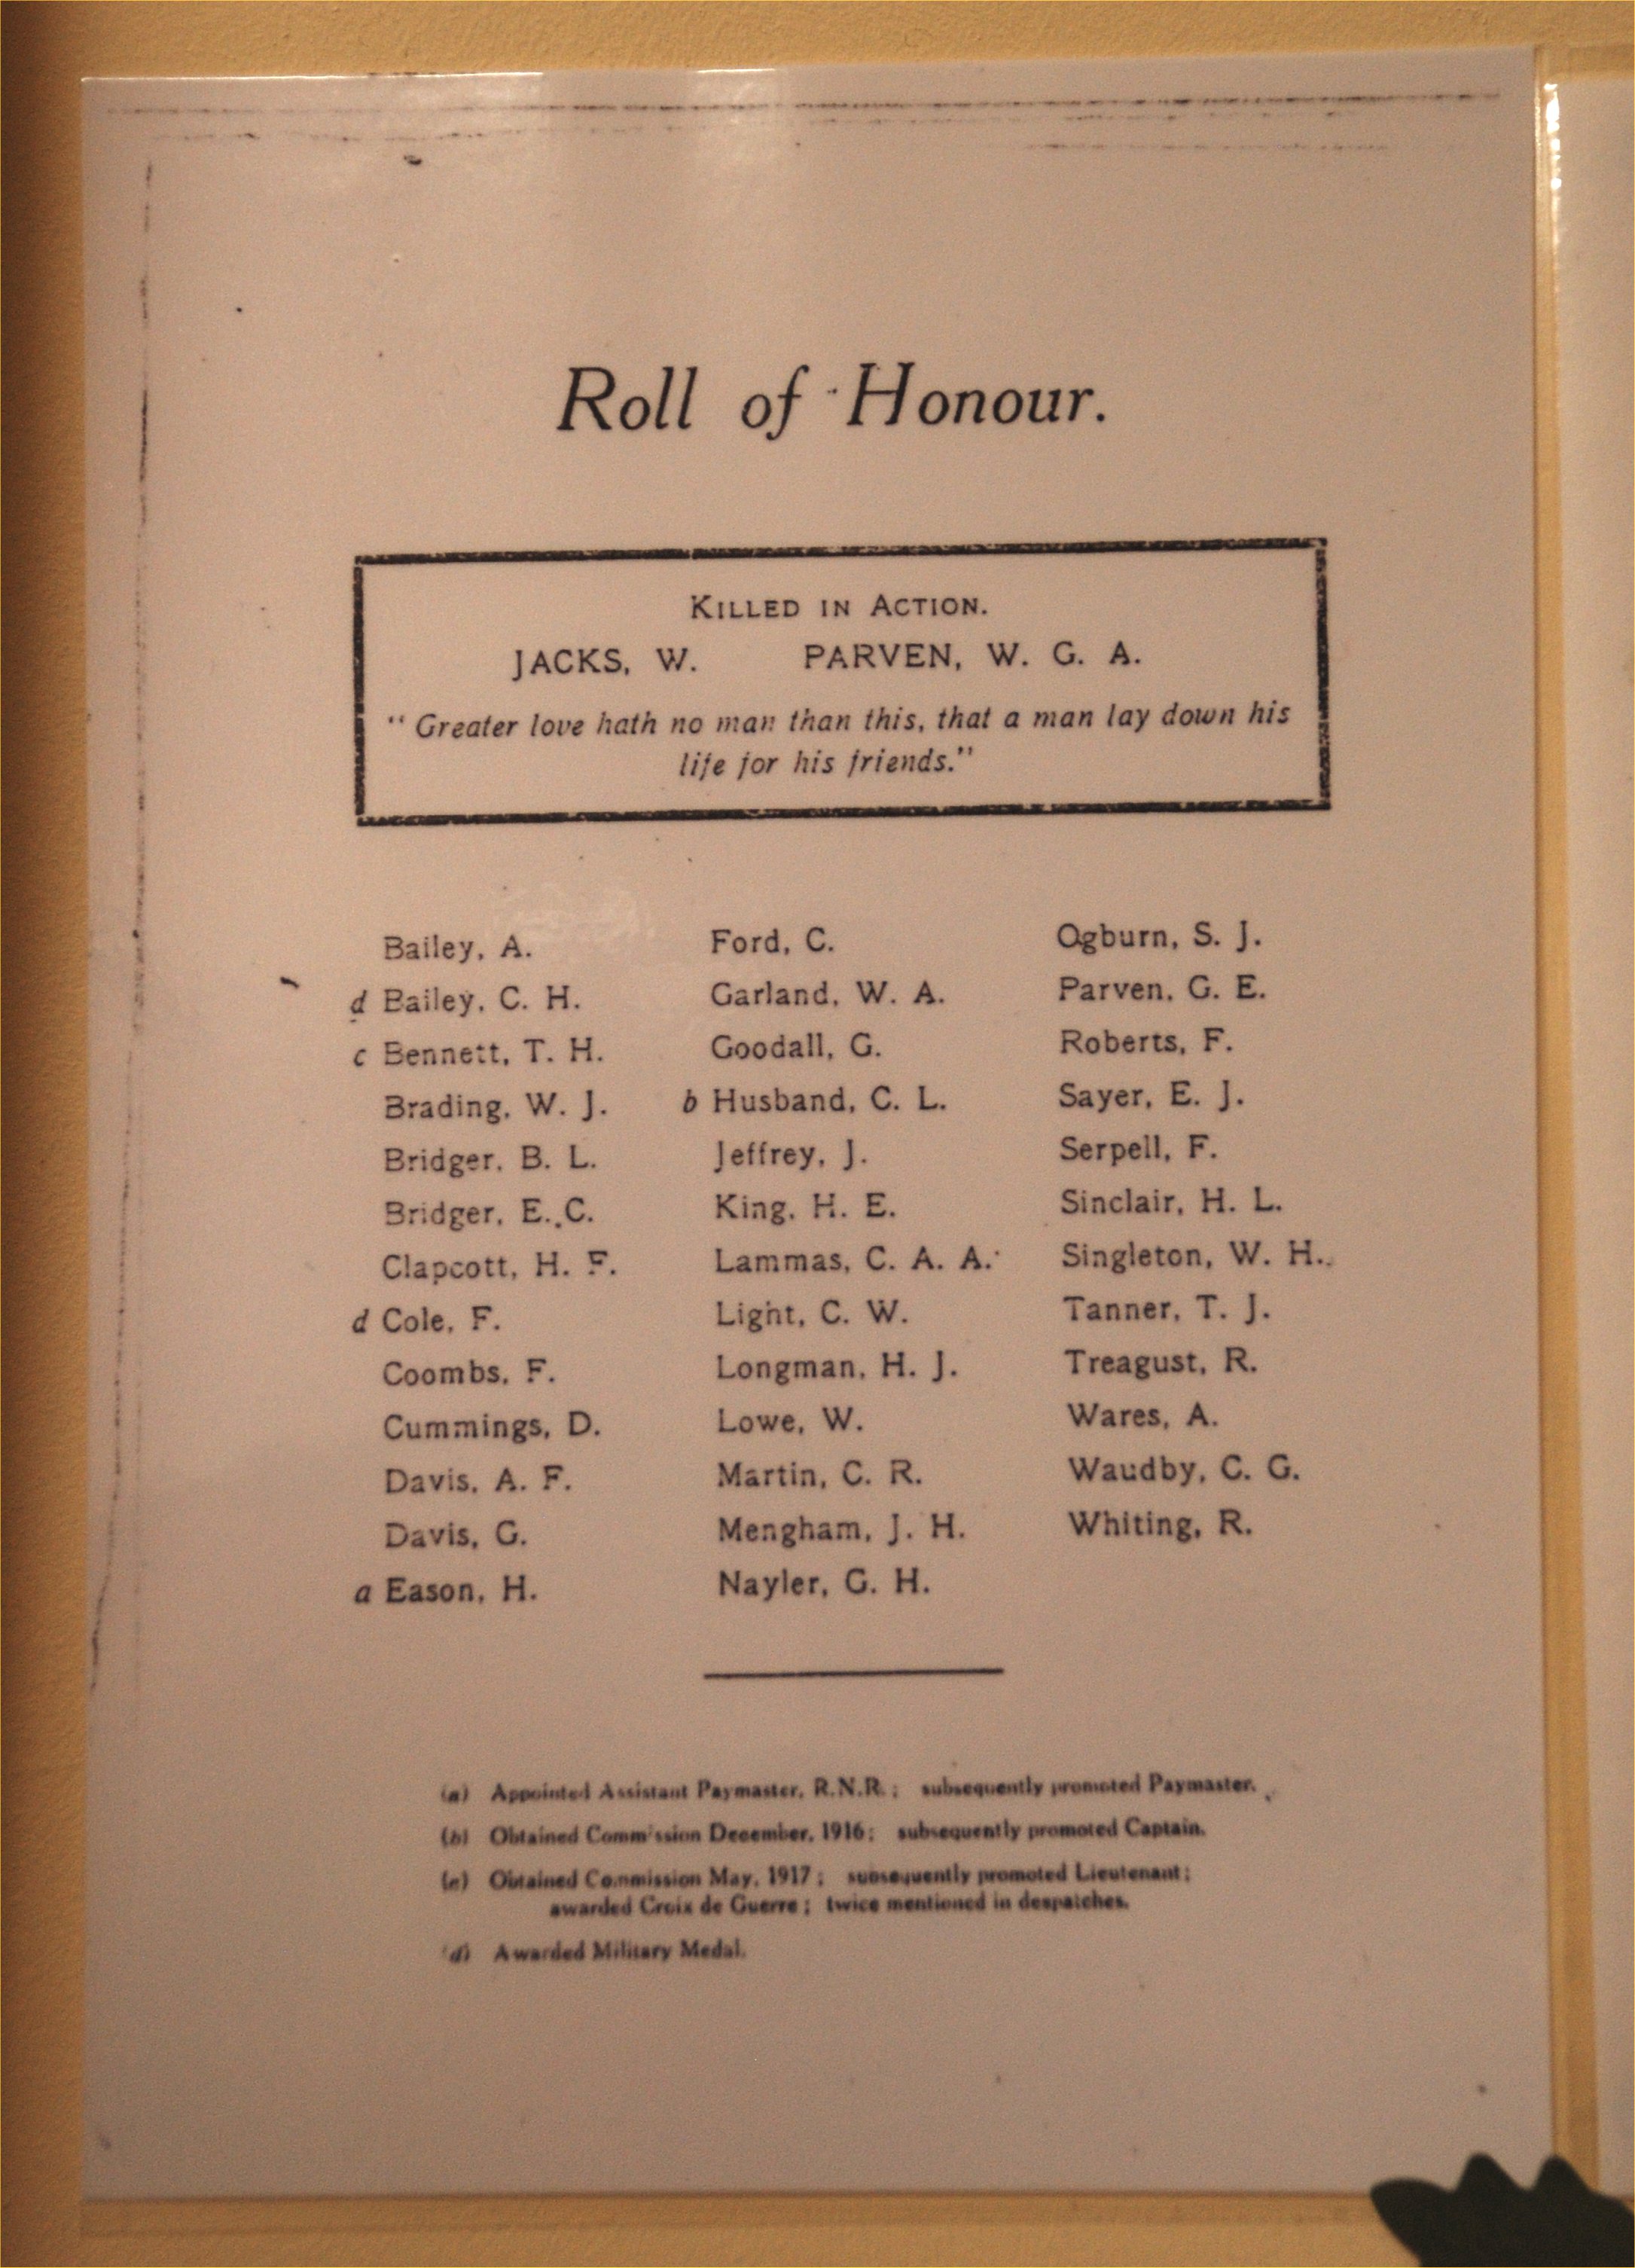 Roll of Honour.
KILLED IN ACTION.
JACKS, W. PARVEN, W. G. A.
" Greater love hath no man than this, that a man lay down his
life for his friends."
Bailey, A.
d Bailey, C. H.
c Bennett, T. H.
Brading, W. J.
Bridger, B. L.
Bridger, E. C.
Clapcott, H. F.
d Cole, F.
Coombs, F.
Cummings, D.
Davis, A. F.
Davis, G.
a Eason, H.
Ford, C.
Garland, W. A.
Goodall, G.
b Husband, C. L.
Jeffrey, J.
King, H. E.
Lammas, C. A. A.
Light, C. W.
Longman, H. J.
Lowe, W.
Martin, C. R.
Mengham, J. H.
Nayler, G. H.
Ogburn, S. J.
Parven, G. E.
Roberts, F.
Sayer, E. J.
Serpell, F.
Sinclair, H. L.
Singleton, W. H.
Tanner, T. J.
Treagust, R.
Wares, A.
Waudby, C. G.
Whiting, R.
(a) Appointed Assistant Paymaster, R.N.R.; subsequently promoted Paymaster.
(b) Obtained Commission December, 1916; subsequently promoted Captain.
(c) Obtained Commission May, 1917; subsequently promoted Lieutenant;
awarded Croix de Guerre; twice mentioned in despatches.
(d) Awarded Military Medal.